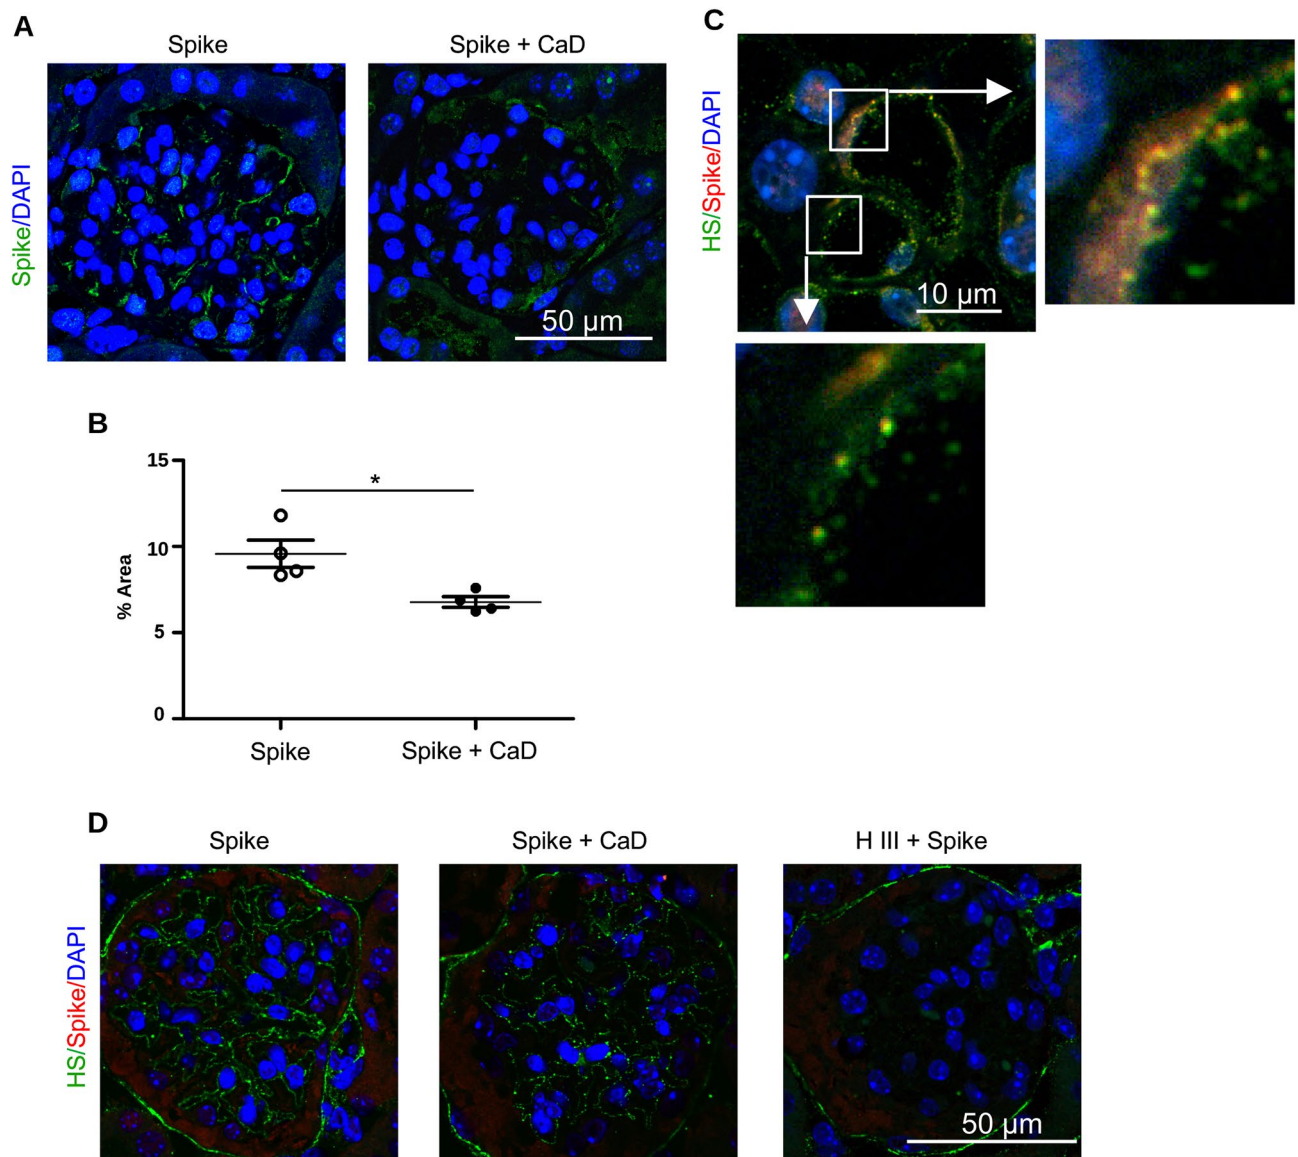 A
Spike
Spike + CaD
Spike/DAPI
50 µm
B
15
10
5
0
% Area
*
Spike
Spike + CaD
C
HS/Spike/DAPI
10 µm
D
Spike
Spike + CaD
H III + Spike
HS/Spike/DAPI
50 µm